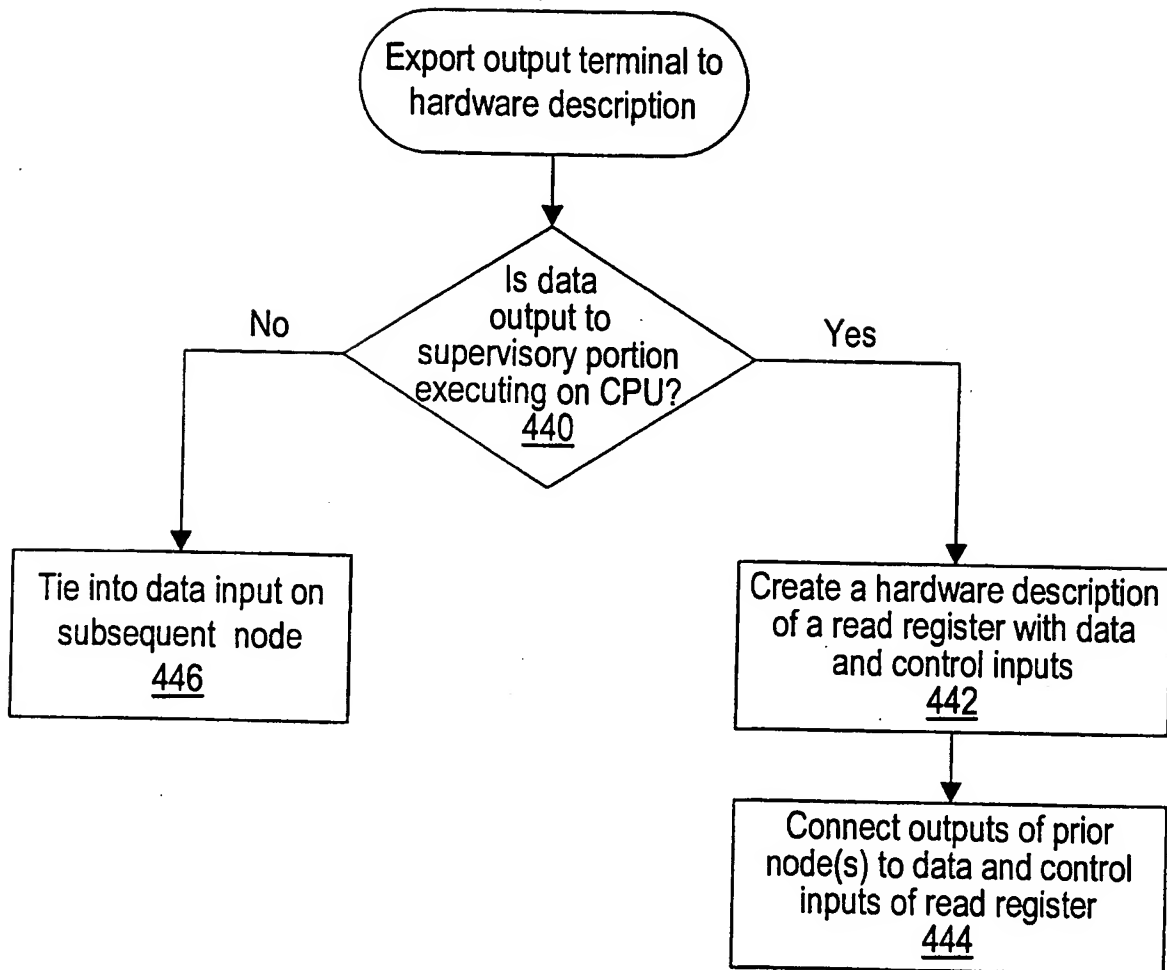 Export output terminal to
hardware description
Is data
output to
supervisory portion
executing on CPU?
440
No
Yes
Tie into data input on
subsequent node
446
Create a hardware description
of a read register with data
and control inputs
442
Connect outputs of prior
node(s) to data and control
inputs of read register
444